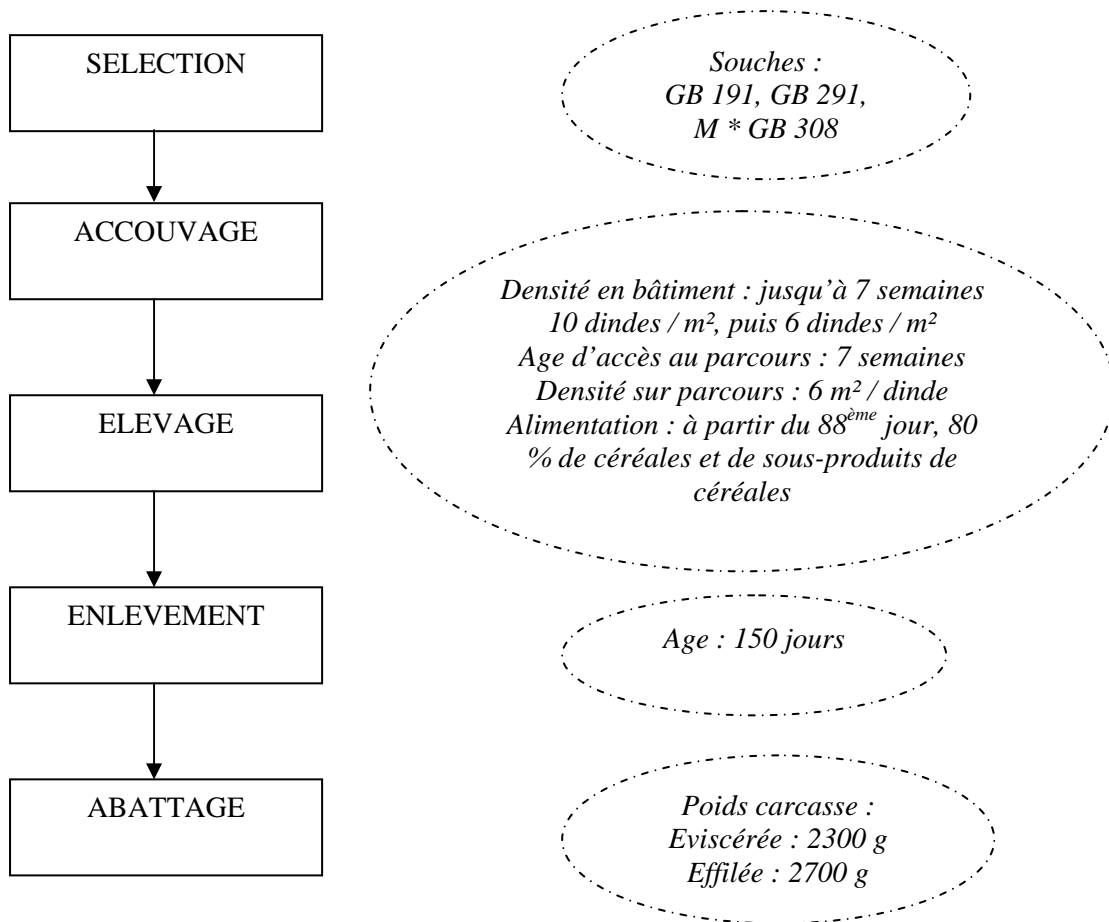 SELECTION
Souches :
GB 191, GB 291,
M * GB 308
ACCOUVAGE
Densité en bâtiment : jusqu’à 7 semaines
10 dindes / m², puis 6 dindes / m²
Age d’accès au parcours : 7 semaines
Densité sur parcours : 6 m² / dinde
Alimentation : à partir du 88ème jour, 80
% de céréales et de sous-produits de
céréales
ELEVAGE
ENLEVEMENT
Age : 150 jours
ABATTAGE
Poids carcasse :
Eviscérée : 2300 g
Effilée : 2700 g